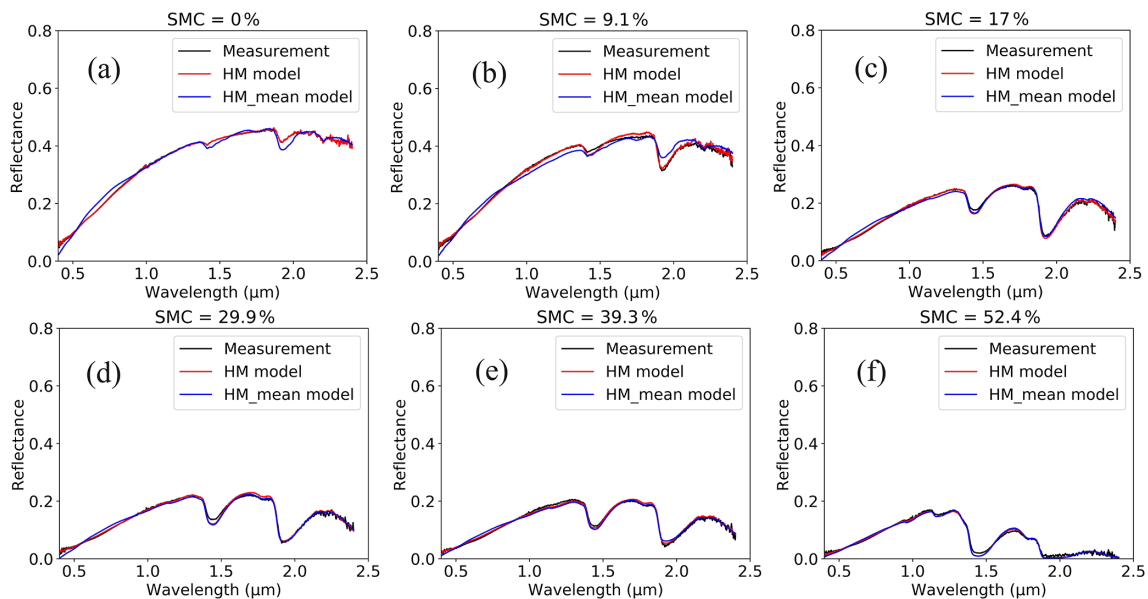 SMC = 0%
(a)
Measurement
HM model
HM_mean model
Reflectance
0.8
0.6
0.4
0.2
0.0
0.5 1.0 1.5 2.0 2.5
Wavelength (μm)
SMC = 9.1%
(b)
Measurement
HM model
HM_mean model
Reflectance
0.8
0.6
0.4
0.2
0.0
0.5 1.0 1.5 2.0 2.5
Wavelength (μm)
SMC = 17%
(c)
Measurement
HM model
HM_mean model
Reflectance
0.8
0.6
0.4
0.2
0.0
0.5 1.0 1.5 2.0 2.5
Wavelength (μm)
SMC = 29.9%
(d)
Measurement
HM model
HM_mean model
Reflectance
0.8
0.6
0.4
0.2
0.0
0.5 1.0 1.5 2.0 2.5
Wavelength (μm)
SMC = 39.3%
(e)
Measurement
HM model
HM_mean model
Reflectance
0.8
0.6
0.4
0.2
0.0
0.5 1.0 1.5 2.0 2.5
Wavelength (μm)
SMC = 52.4%
(f)
Measurement
HM model
HM_mean model
Reflectance
0.8
0.6
0.4
0.2
0.0
0.5 1.0 1.5 2.0 2.5
Wavelength (μm)